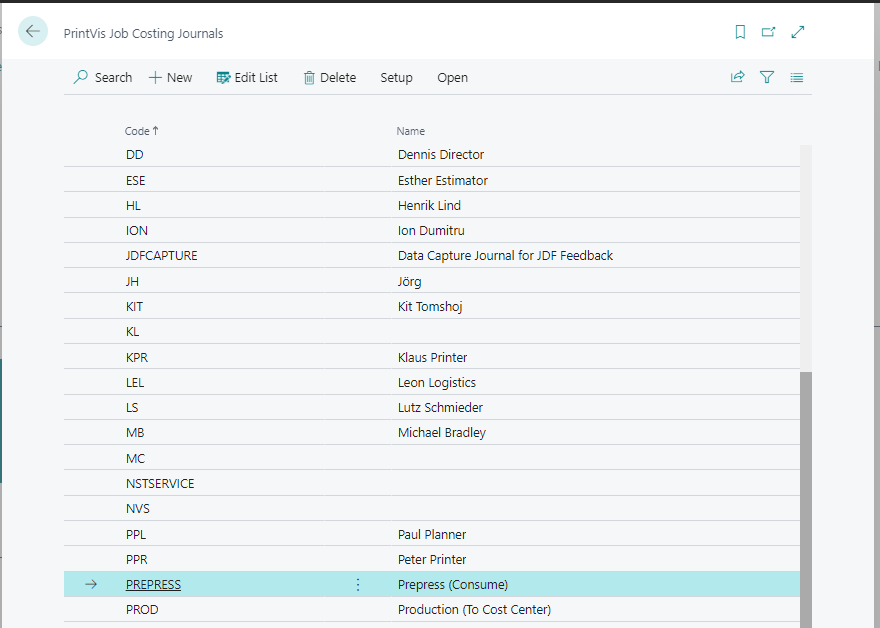 PrintVis Job Costing Journals
Search New Edit List Delete Setup Open
Code↑ Name
DD Dennis Director
ESE Esther Estimator
HL Henrik Lind
ION Ion Dumitru
JDFCAPTURE Data Capture Journal for JDF Feedback
JH Jörg
KIT Kit Tomshoj
KL
KPR Klaus Printer
LEL Leon Logistics
LS Lutz Schmieder
MB Michael Bradley
MC
NSTSERVICE
NVS
PPL Paul Planner
PPR Peter Printer
PREPRESS Prepress (Consume)
PROD Production (To Cost Center)